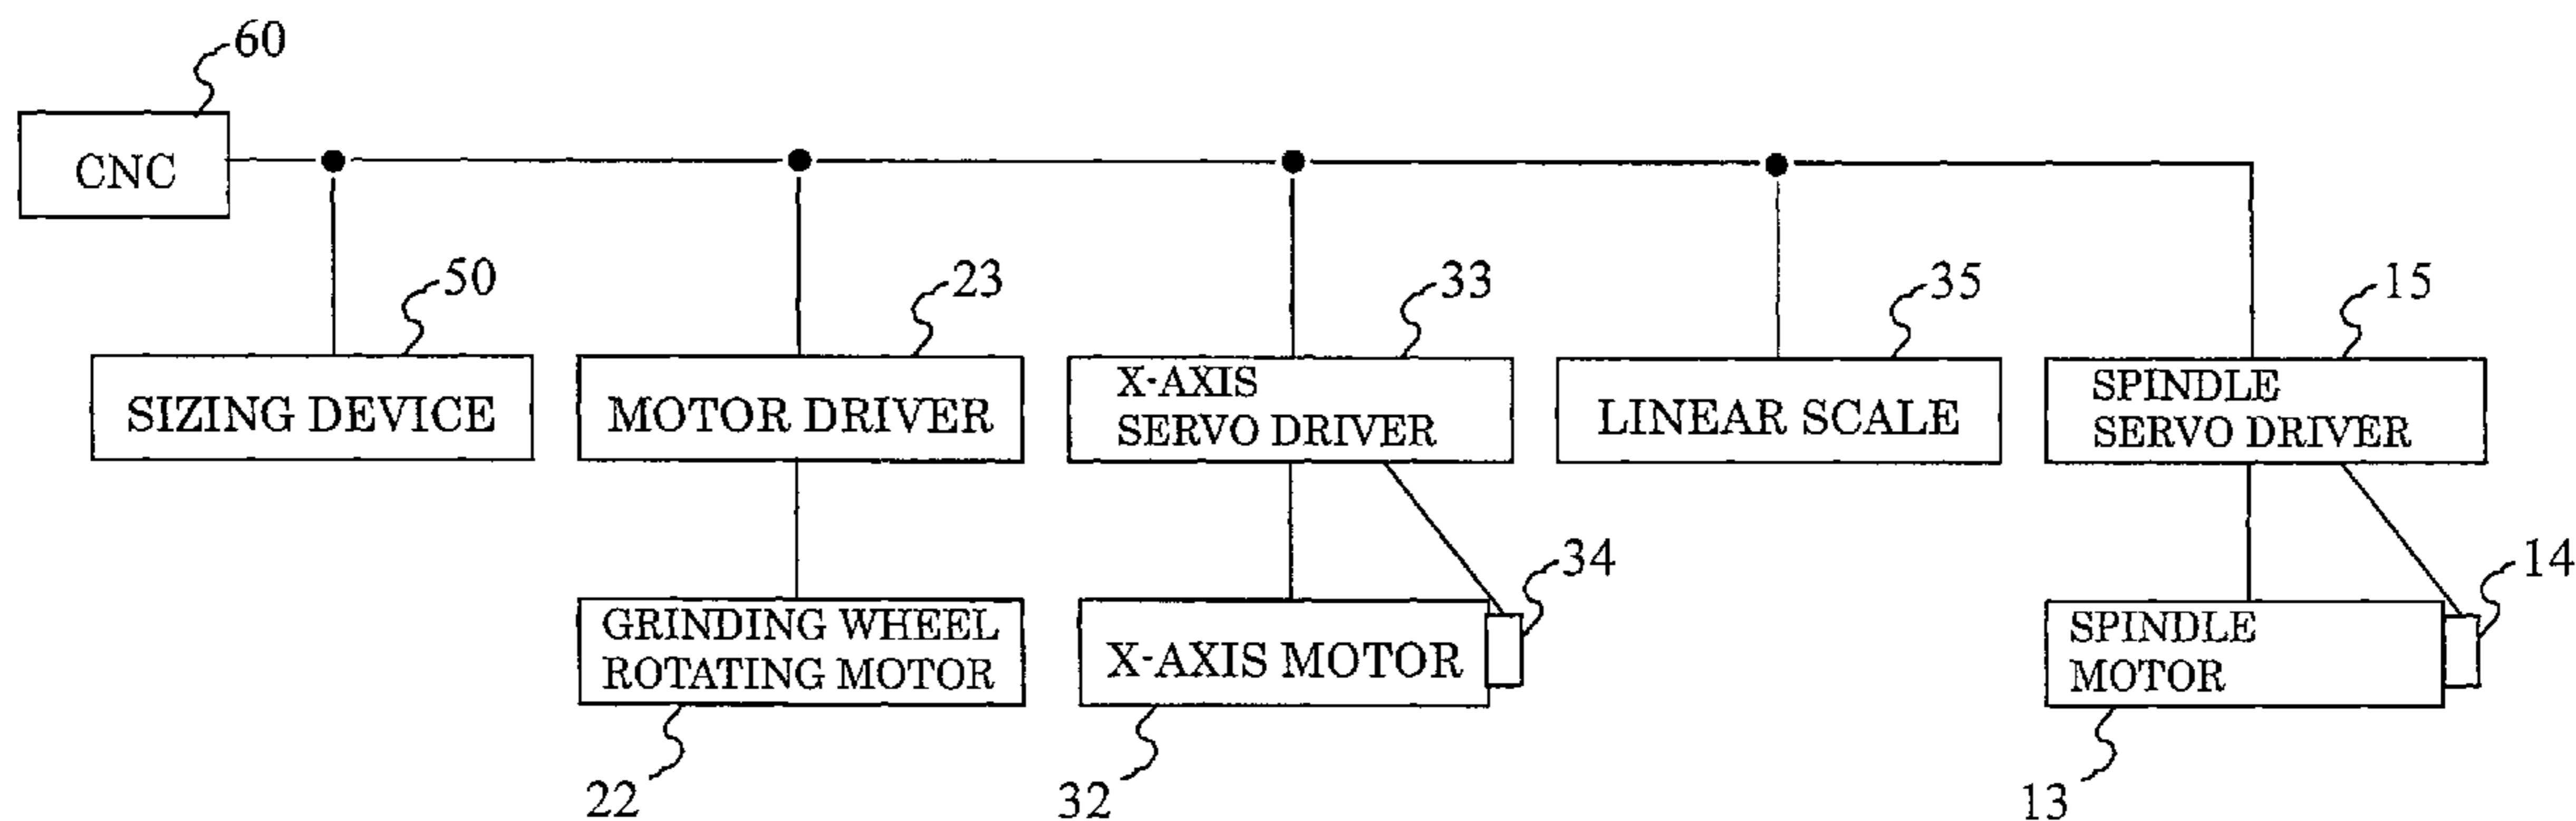 60
CNC
50
23
33
35
15
SIZING DEVICE
MOTOR DRIVER
X-AXIS
SERVO DRIVER
LINEAR SCALE
SPINDLE
SERVO DRIVER
34
14
GRINDING WHEEL
ROTATING MOTOR
X-AXIS MOTOR
SPINDLE
MOTOR
22
32
13